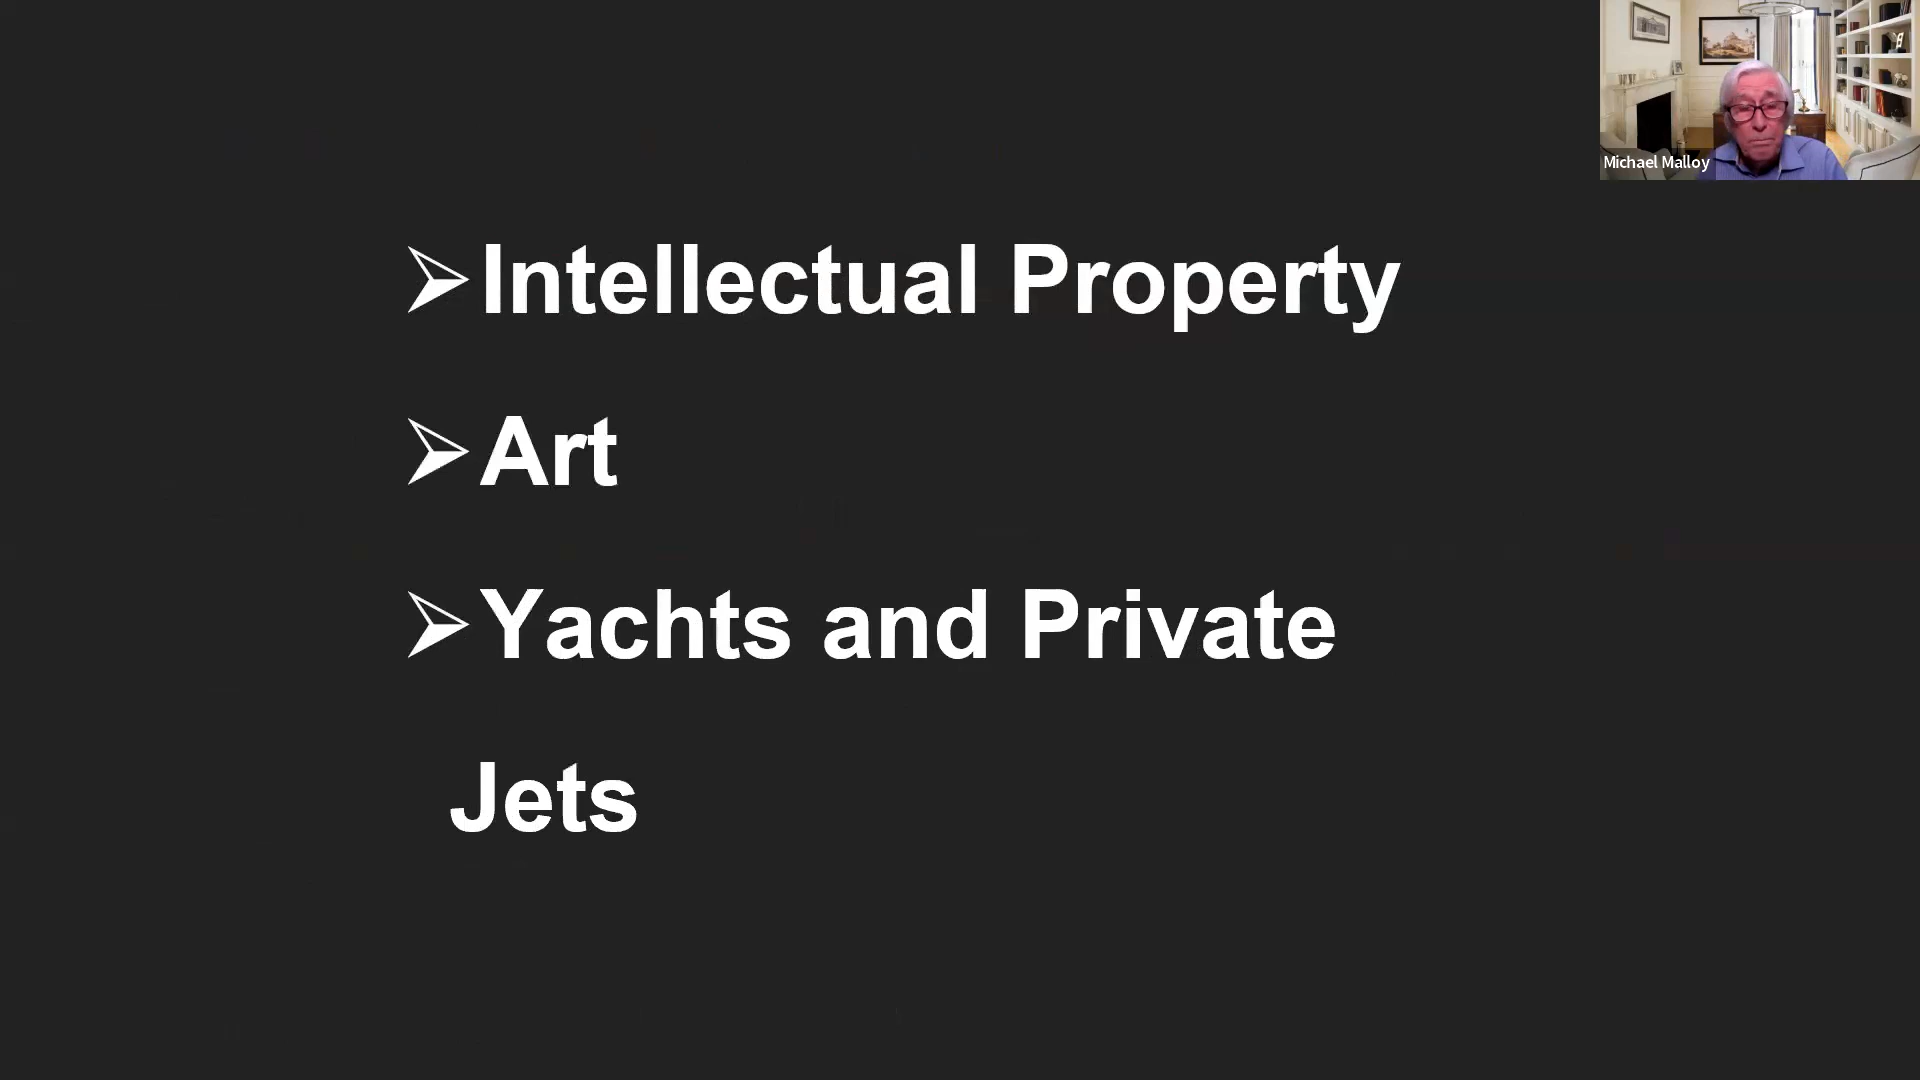 Michael Malloy
➢Intellectual Property
➢Art
➢Yachts and Private
Jets